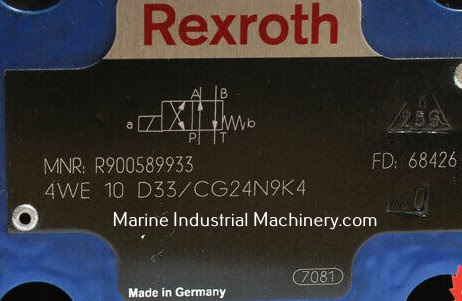 Rexroth
A B
a b
P T
MNR: R900589933
FD: 68426
4WE 10 D33/CG24N9K4
Marine Industrial Machinery.com
7081
Made in Germany